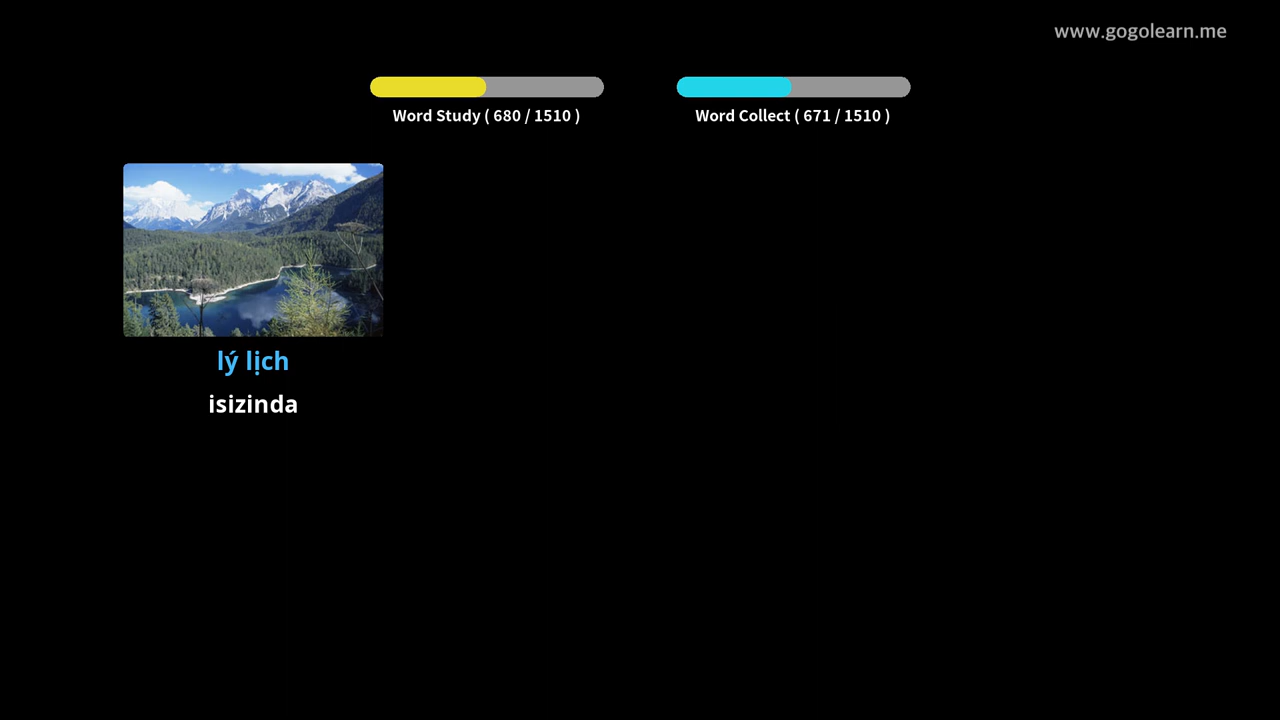 www.gogolearn.me
Word Study ( 680 / 1510 )
Word Collect ( 671 / 1510 )
lý lịch
isizinda